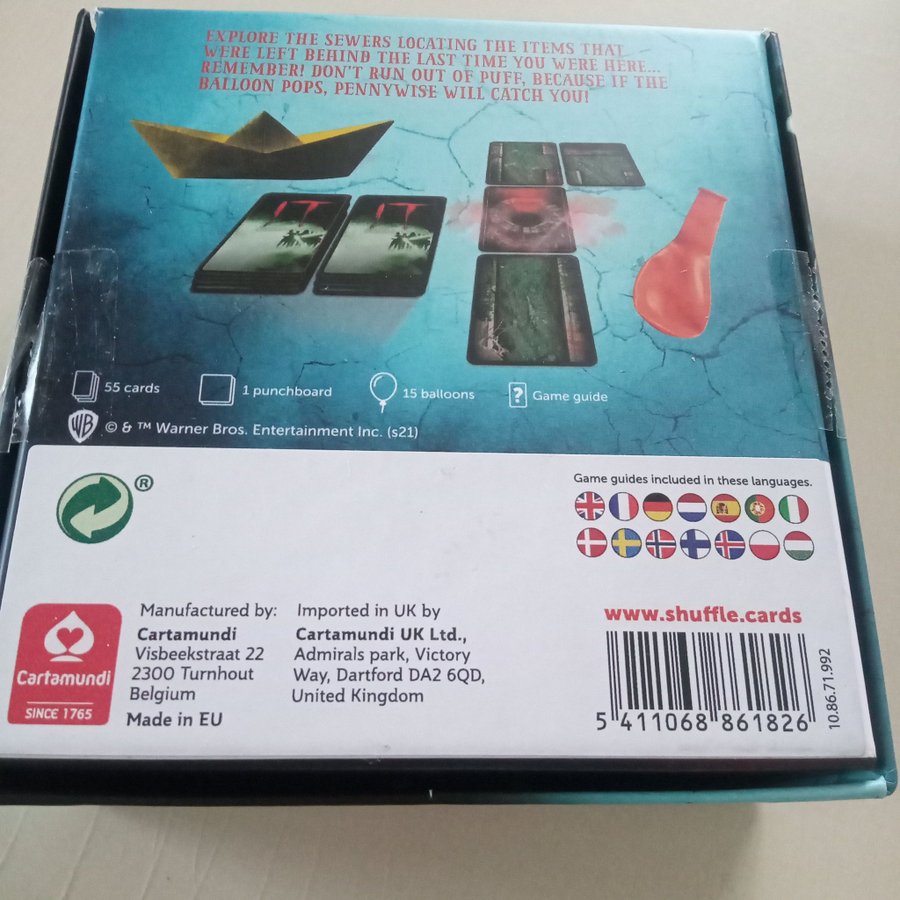 EXPLORE THE SEWERS LOCATING THE ITEMS THAT
WERE LEFT BEHIND THE LAST TIME YOU WERE HERE...
REMEMBER! DON'T RUN OUT OF PUFF, BECAUSE IF THE
BALLOON POPS, PENNYWISE WILL CATCH YOU!
IT
IT
55 cards
1 punchboard
15 balloons
?
Game guide
WB
© & ™ Warner Bros. Entertainment Inc. (s21)
®
Game guides included in these languages.
Manufactured by:
Cartamundi
Visbeekstraat 22
2300 Turnhout
Belgium
Made in EU
Imported in UK by
Cartamundi UK Ltd.,
Admirals park, Victory
Way, Dartford DA2 6QD,
United Kingdom
Cartamundi
SINCE 1765
www.shuffle.cards
5 411068 861826
10.86.71.992